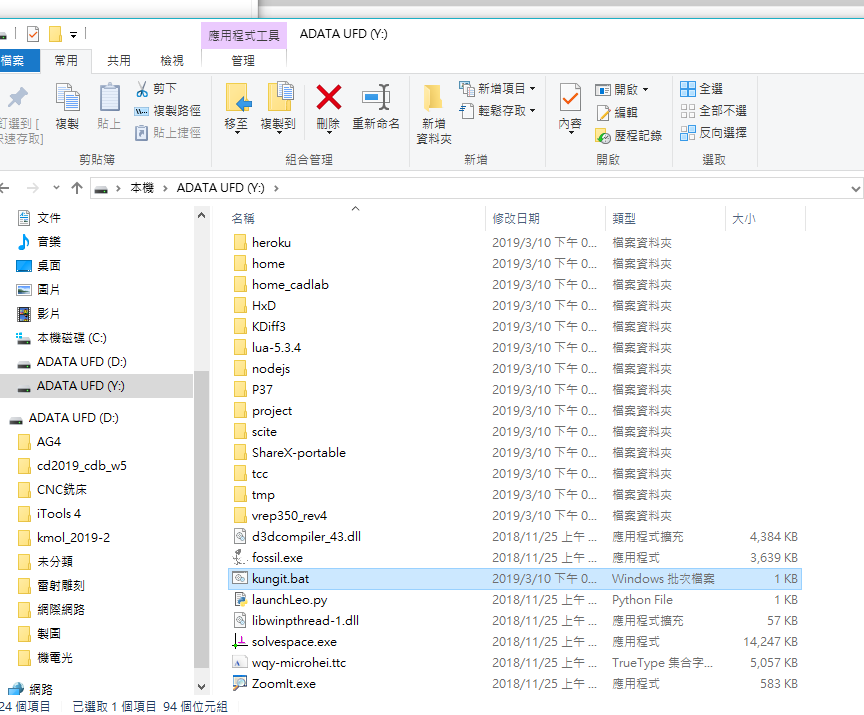 應用程式工具 ADATA UFD (Y:)
檔案 常用 共用 檢視 管理
剪下
複製路徑
貼上捷徑
釘選到 [
快速存取]
複製
貼上
移至
複製到
刪除
重新命名
新增
資料夾
新增項目
輕鬆存取
內容
開啟
編輯
歷程記錄
全選
全部不選
反向選擇
剪貼簿 組合管理 新增 開啟 選取
本機 ADATA UFD (Y:)
文件
音樂
桌面
圖片
影片
本機磁碟 (C:)
ADATA UFD (D:)
ADATA UFD (Y:)
ADATA UFD (D:)
AG4
cd2019_cdb_w5
CNC銑床
iTools 4
kmol_2019-2
未分類
雷射雕刻
網際網路
製圖
機電光
網路
名稱 修改日期 類型 大小
heroku 2019/3/10 下午 0... 檔案資料夾
home 2019/3/10 下午 0... 檔案資料夾
home_cadlab 2019/3/10 下午 0... 檔案資料夾
HxD 2019/3/10 下午 0... 檔案資料夾
KDiff3 2019/3/10 下午 0... 檔案資料夾
lua-5.3.4 2019/3/10 下午 0... 檔案資料夾
nodejs 2019/3/10 下午 0... 檔案資料夾
P37 2019/3/10 下午 0... 檔案資料夾
project 2019/3/10 下午 0... 檔案資料夾
scite 2019/3/10 下午 0... 檔案資料夾
ShareX-portable 2019/3/10 下午 0... 檔案資料夾
tcc 2019/3/10 下午 0... 檔案資料夾
tmp 2019/3/10 下午 0... 檔案資料夾
vrep350_rev4 2019/3/10 下午 0... 檔案資料夾
d3dcompiler_43.dll 2018/11/25 上午 ... 應用程式擴充 4,384 KB
fossil.exe 2018/11/25 上午 ... 應用程式 3,639 KB
kungit.bat 2019/3/10 下午 0... Windows 批次檔案 1 KB
launchLeo.py 2018/11/25 上午 ... Python File 1 KB
libwinpthread-1.dll 2018/11/25 上午 ... 應用程式擴充 57 KB
solvespace.exe 2018/11/25 上午 ... 應用程式 14,247 KB
wqy-microhei.ttc 2018/11/25 上午 ... TrueType 集合字... 5,057 KB
ZoomIt.exe 2018/11/25 上午 ... 應用程式 583 KB
24 個項目 已選取 1 個項目 94 個位元組